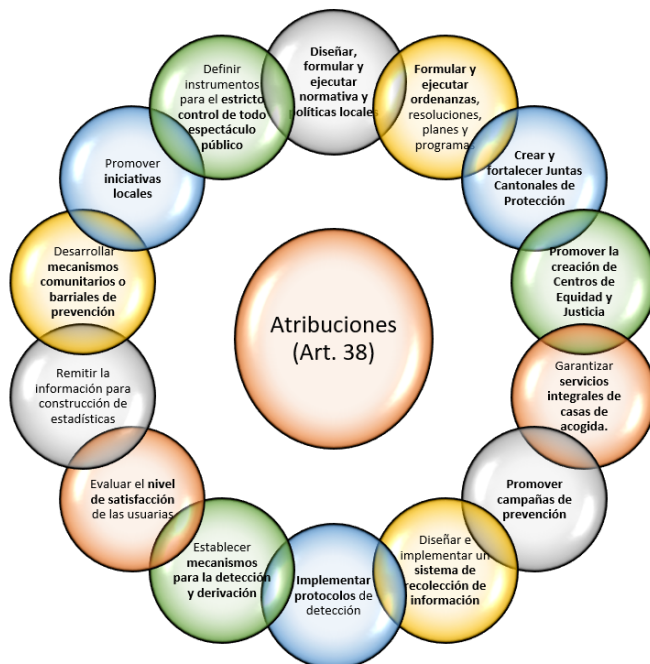 Diseñar,
formular y
ejecutar
normativa y
políticas locales
Formular y
ejecutar
ordenanzas,
resoluciones,
planes y
programas
Crear y
fortalecer Juntas
Cantonales de
Protección
Promover la
creación de
Centros de
Equidad y
Justicia
Garantizar
servicios
integrales de
casas de
acogida.
Promover
campañas de
prevención
Diseñar e
implementar un
sistema de
recolección de
información
Implementar
protocolos de
detección
Establecer
mecanismos
para la detección
y derivación
Evaluar el nivel
de satisfacción
de las usuarias
Remitir la
información para
construcción de
estadísticas
Desarrollar
mecanismos
comunitarios o
barriales de
prevención
Promover
iniciativas
locales
Definir
instrumentos
para el estricto
control de todo
espectáculo
público
Atribuciones
(Art. 38)